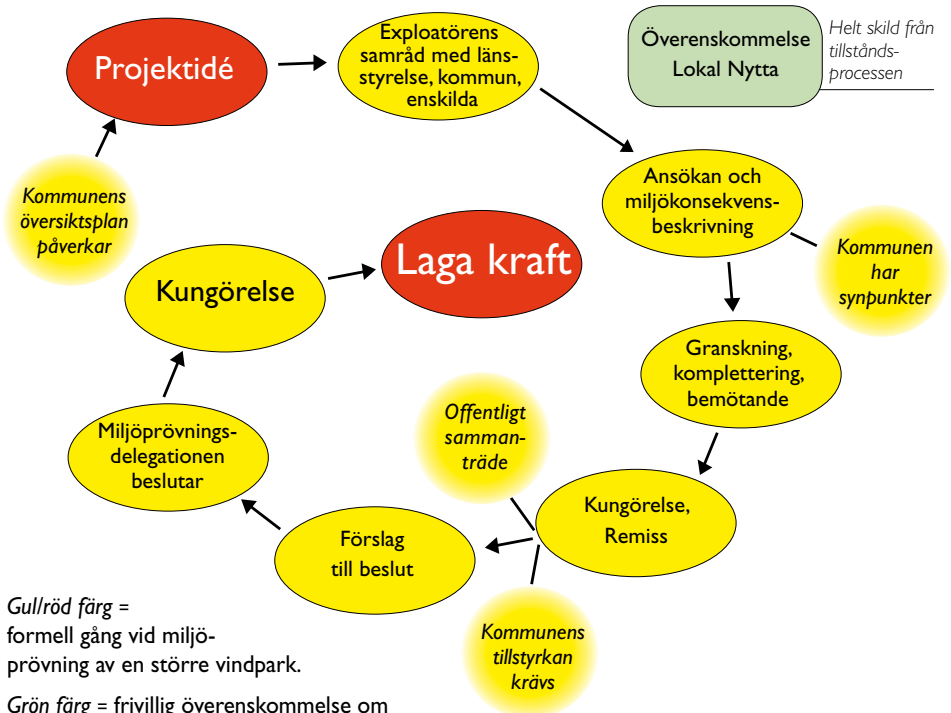 Projektidé
Exploatörens
samråd med läns-
styrelse, kommun,
enskilda
Överenskommelse
Lokal Nytta
Helt skild från
tillstånds-
processen
Kommunens
översiktsplan
påverkar
Ansökan och
miljökonsekvens-
beskrivning
Kommunen
har
synpunkter
Laga kraft
Kungörelse
Granskning,
komplettering,
bemötande
Offentligt
samman-
träde
Miljöprövnings-
delegationen
beslutar
Kungörelse,
Remiss
Förslag
till beslut
Kommunens
tillstyrkan
krävs
Gul/röd färg =
formell gång vid miljö-
prövning av en större vindpark.
Grön färg = frivillig överenskommelse om